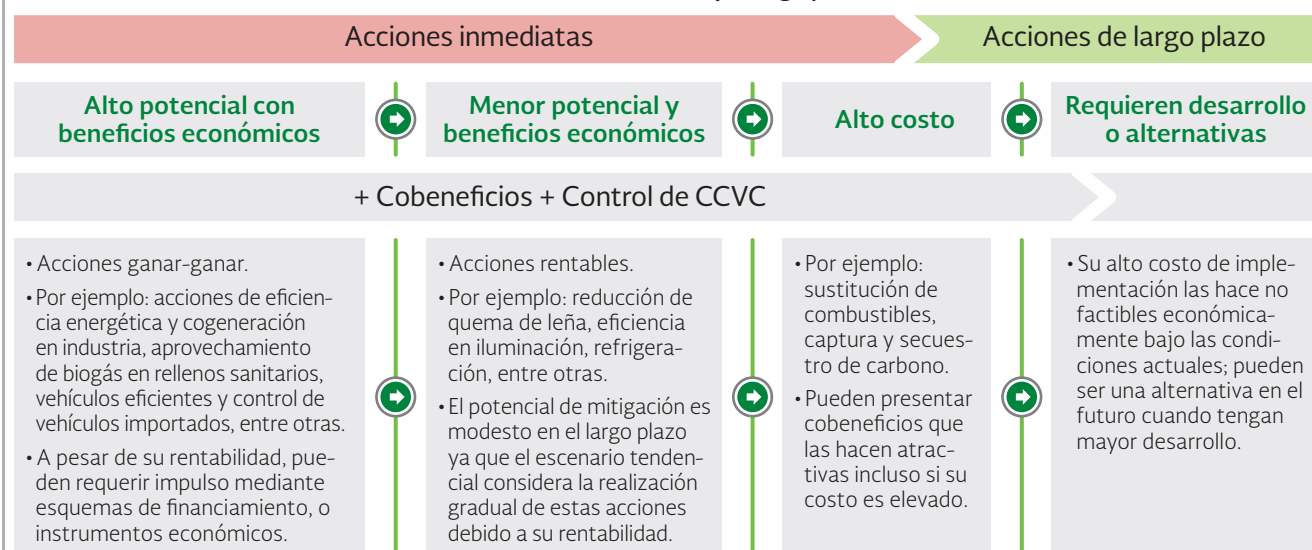 Acciones inmediatas
Acciones de largo plazo
Alto potencial con
beneficios económicos
Menor potencial y
beneficios económicos
Alto costo
Requieren desarrollo
o alternativas
+ Cobeneficios + Control de CCVC
• Acciones ganar-ganar.
• Por ejemplo: acciones de eficien-
cia energética y cogeneración
en industria, aprovechamiento
de biogás en rellenos sanitarios,
vehículos eficientes y control de
vehículos importados, entre otras.
• A pesar de su rentabilidad, pue-
den requerir impulso mediante
esquemas de financiamiento, o
instrumentos económicos.
• Acciones rentables.
• Por ejemplo: reducción de
quema de leña, eficiencia
en iluminación, refrigera-
ción, entre otras.
• El potencial de mitigación es
modesto en el largo plazo
ya que el escenario tenden-
cial considera la realización
gradual de estas acciones
debido a su rentabilidad.
• Por ejemplo:
sustitución de
combustibles,
captura y secues-
tro de carbono.
• Pueden presentar
cobeneficios que
las hacen atrac-
tivas incluso si su
costo es elevado.
• Su alto costo de imple-
mentación las hace no
factibles económica-
mente bajo las condi-
ciones actuales; pueden
ser una alternativa en el
futuro cuando tengan
mayor desarrollo.